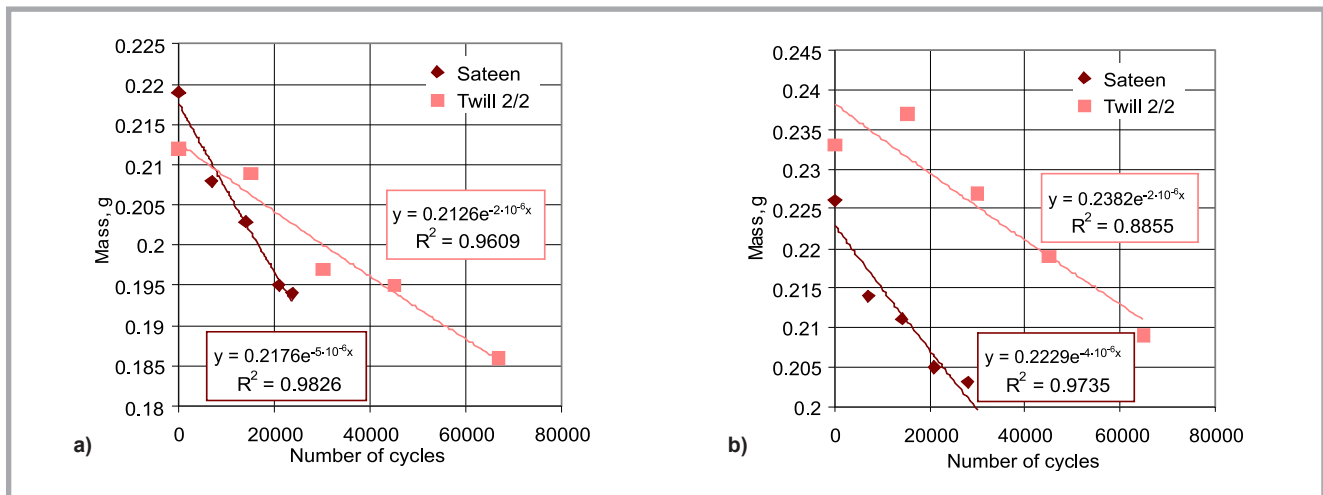 0.225
0.22
0.215
0.21
0.205
0.2
0.195
0.19
0.185
0.18
Mass, g
Sateen
Twill 2/2
y = 0.2126e^-2·10^-6x
R² = 0.9609
y = 0.2176e^-5·10^-6x
R² = 0.9826
0 20000 40000 60000 80000
Number of cycles
a)
0.245
0.24
0.235
0.23
0.225
0.22
0.215
0.21
0.205
0.2
Mass, g
Sateen
Twill 2/2
y = 0.2382e^-2·10^-6x
R² = 0.8855
y = 0.2229e^-4·10^-6x
R² = 0.9735
0 20000 40000 60000 80000
Number of cycles
b)